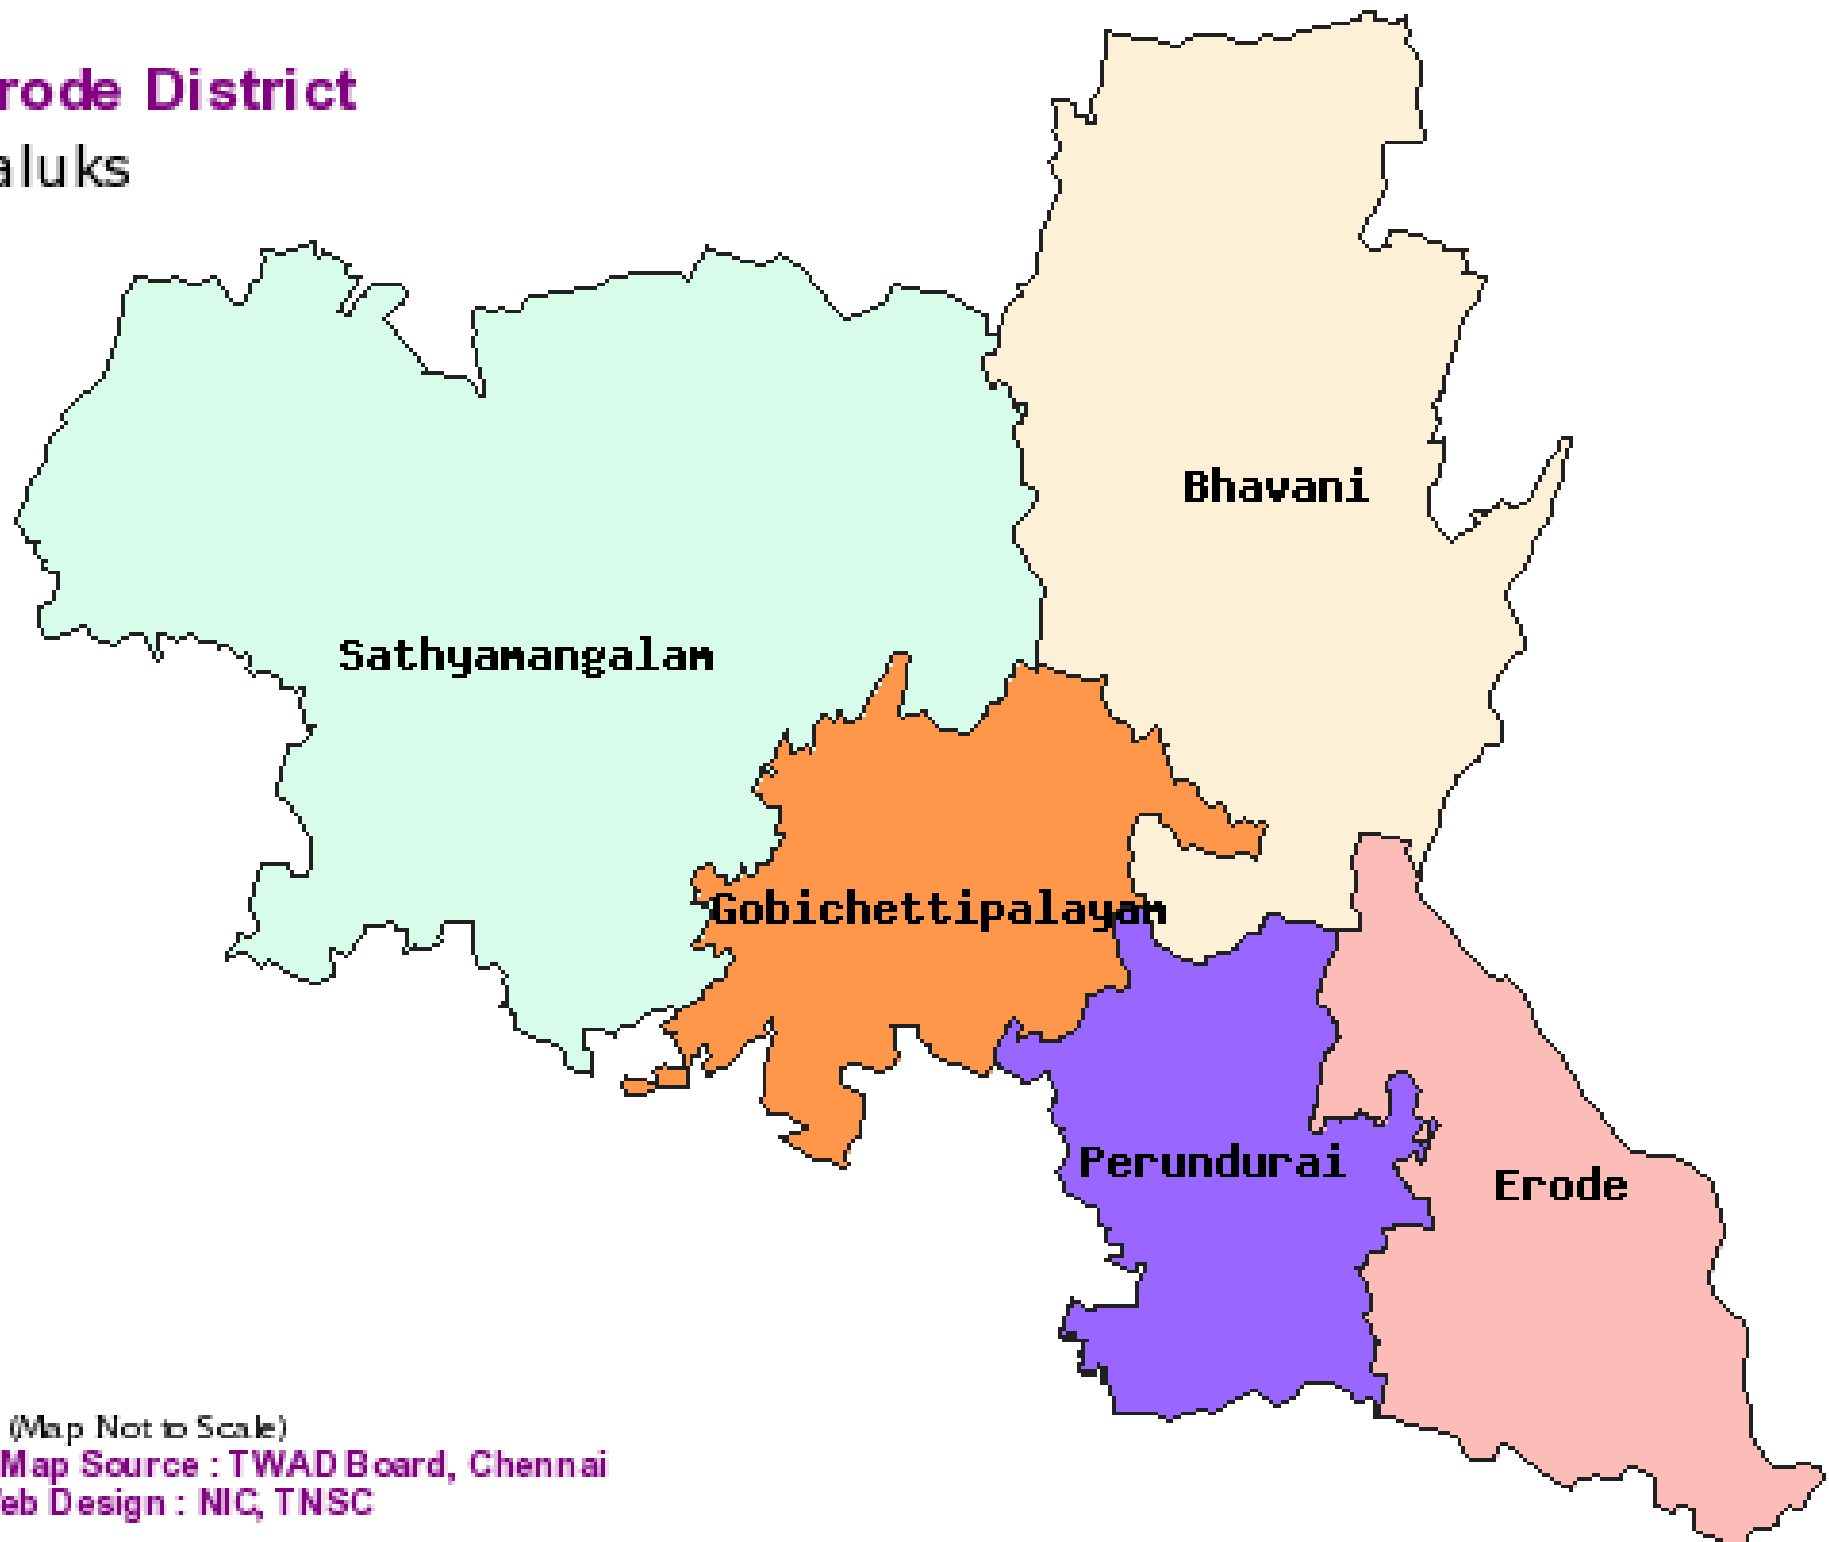 rode District
aluks
Bhavani
Sathyamangalam
Gobichettipalayam
Perundurai
Erode
(Map Not to Scale)
Map Source : TWAD Board, Chennai
eb Design : NIC, TNSC